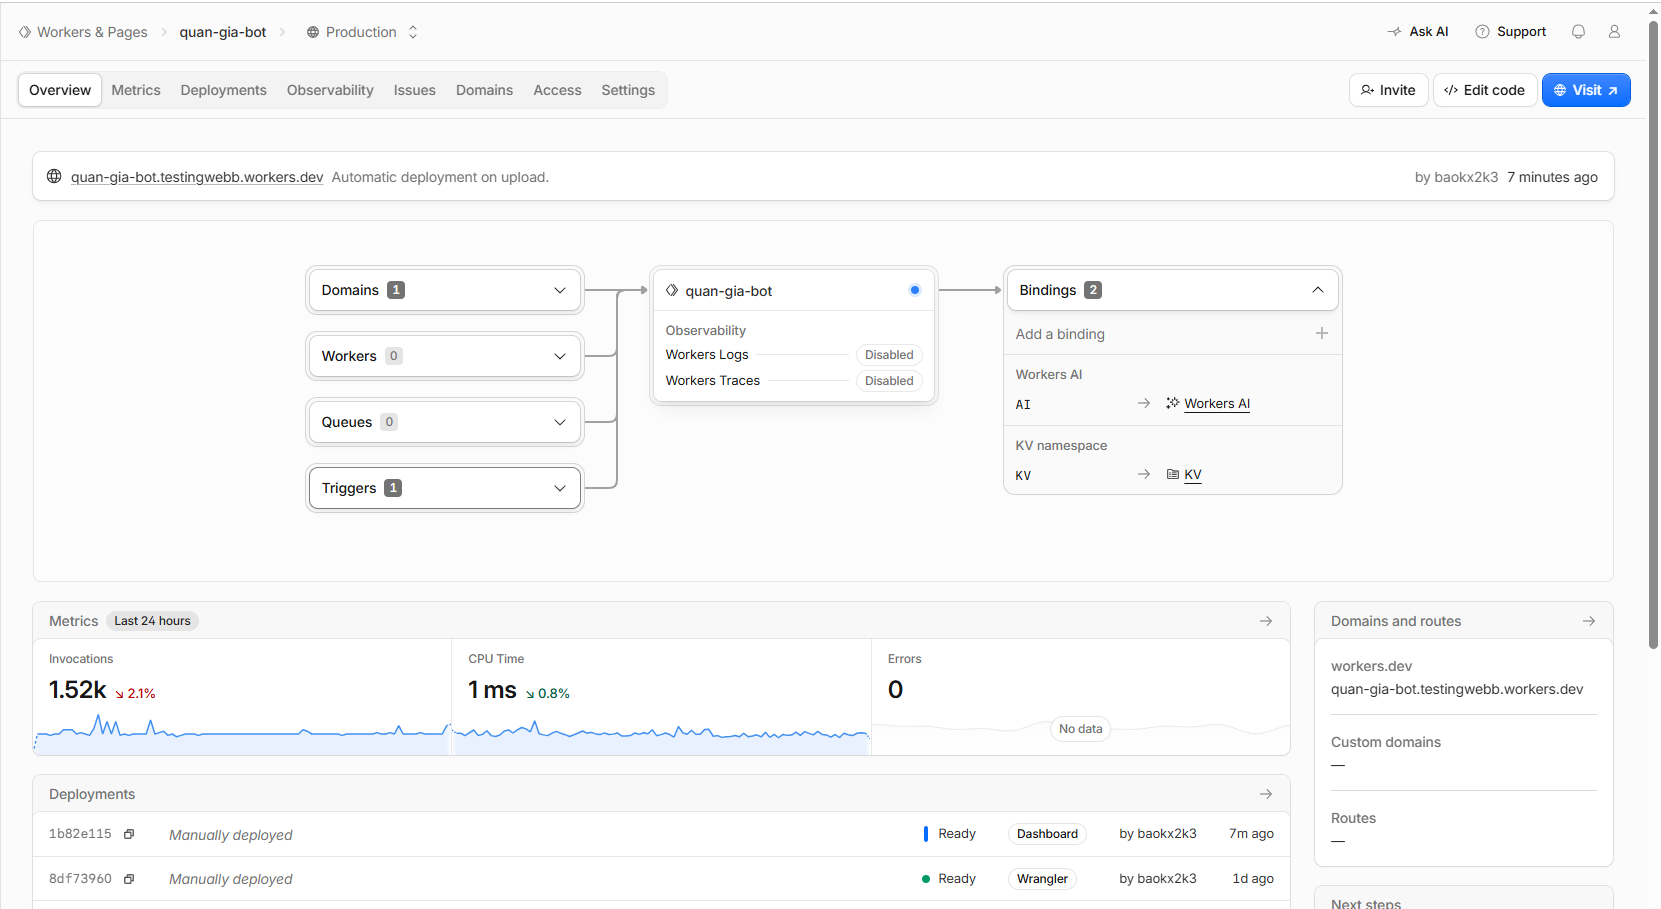 Workers & Pages > quan-gia-bot > Production
Ask AI Support
Overview Metrics Deployments Observability Issues Domains Access Settings
Invite Edit code Visit
quan-gia-bot.testingwebb.workers.dev Automatic deployment on upload. by baokx2k3 7 minutes ago
Domains 1
Workers 0
Queues 0
Triggers 1
quan-gia-bot
Observability
Workers Logs Disabled
Workers Traces Disabled
Bindings 2
Add a binding
Workers AI
AI Workers AI
KV namespace
KV KV
Metrics Last 24 hours
Invocations
1.52k 2.1%
CPU Time
1 ms 0.8%
Errors
0
No data
Deployments
1b82e115 Manually deployed Ready Dashboard by baokx2k3 7m ago
8df73960 Manually deployed Ready Wrangler by baokx2k3 1d ago
Domains and routes
workers.dev
quan-gia-bot.testingwebb.workers.dev
Custom domains
—
Routes
—
Next steps